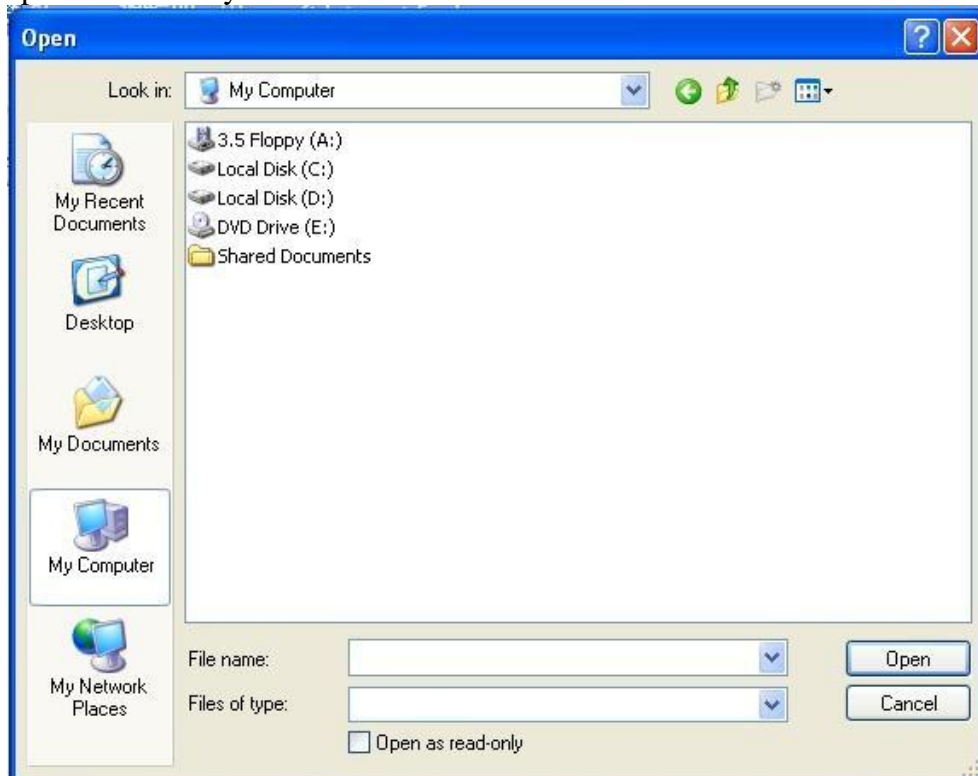 Open
Look in: My Computer
3.5 Floppy (A:)
Local Disk (C:)
Local Disk (D:)
DVD Drive (E:)
Shared Documents
My Recent
Documents
Desktop
My Documents
My Computer
My Network
Places
File name:
Open
Files of type:
Cancel
Open as read-only